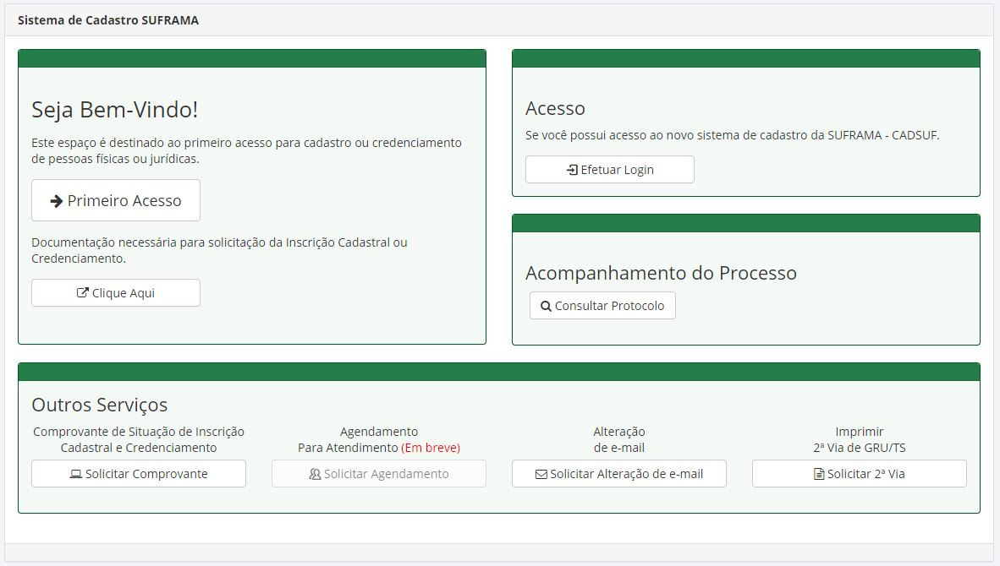 Sistema de Cadastro SUFRAMA
Seja Bem-Vindo!
Este espaço é destinado ao primeiro acesso para cadastro ou credenciamento
de pessoas físicas ou jurídicas.
Primeiro Acesso
Documentação necessária para solicitação da Inscrição Cadastral ou
Credenciamento.
Clique Aqui
Acesso
Se você possui acesso ao novo sistema de cadastro da SUFRAMA - CADSUF.
Efetuar Login
Acompanhamento do Processo
Consultar Protocolo
Outros Serviços
Comprovante de Situação de Inscrição
Cadastral e Credenciamento
Solicitar Comprovante
Agendamento
Para Atendimento (Em breve)
Solicitar Agendamento
Alteração
de e-mail
Solicitar Alteração de e-mail
Imprimir
2ª Via de GRU/TS
Solicitar 2ª Via